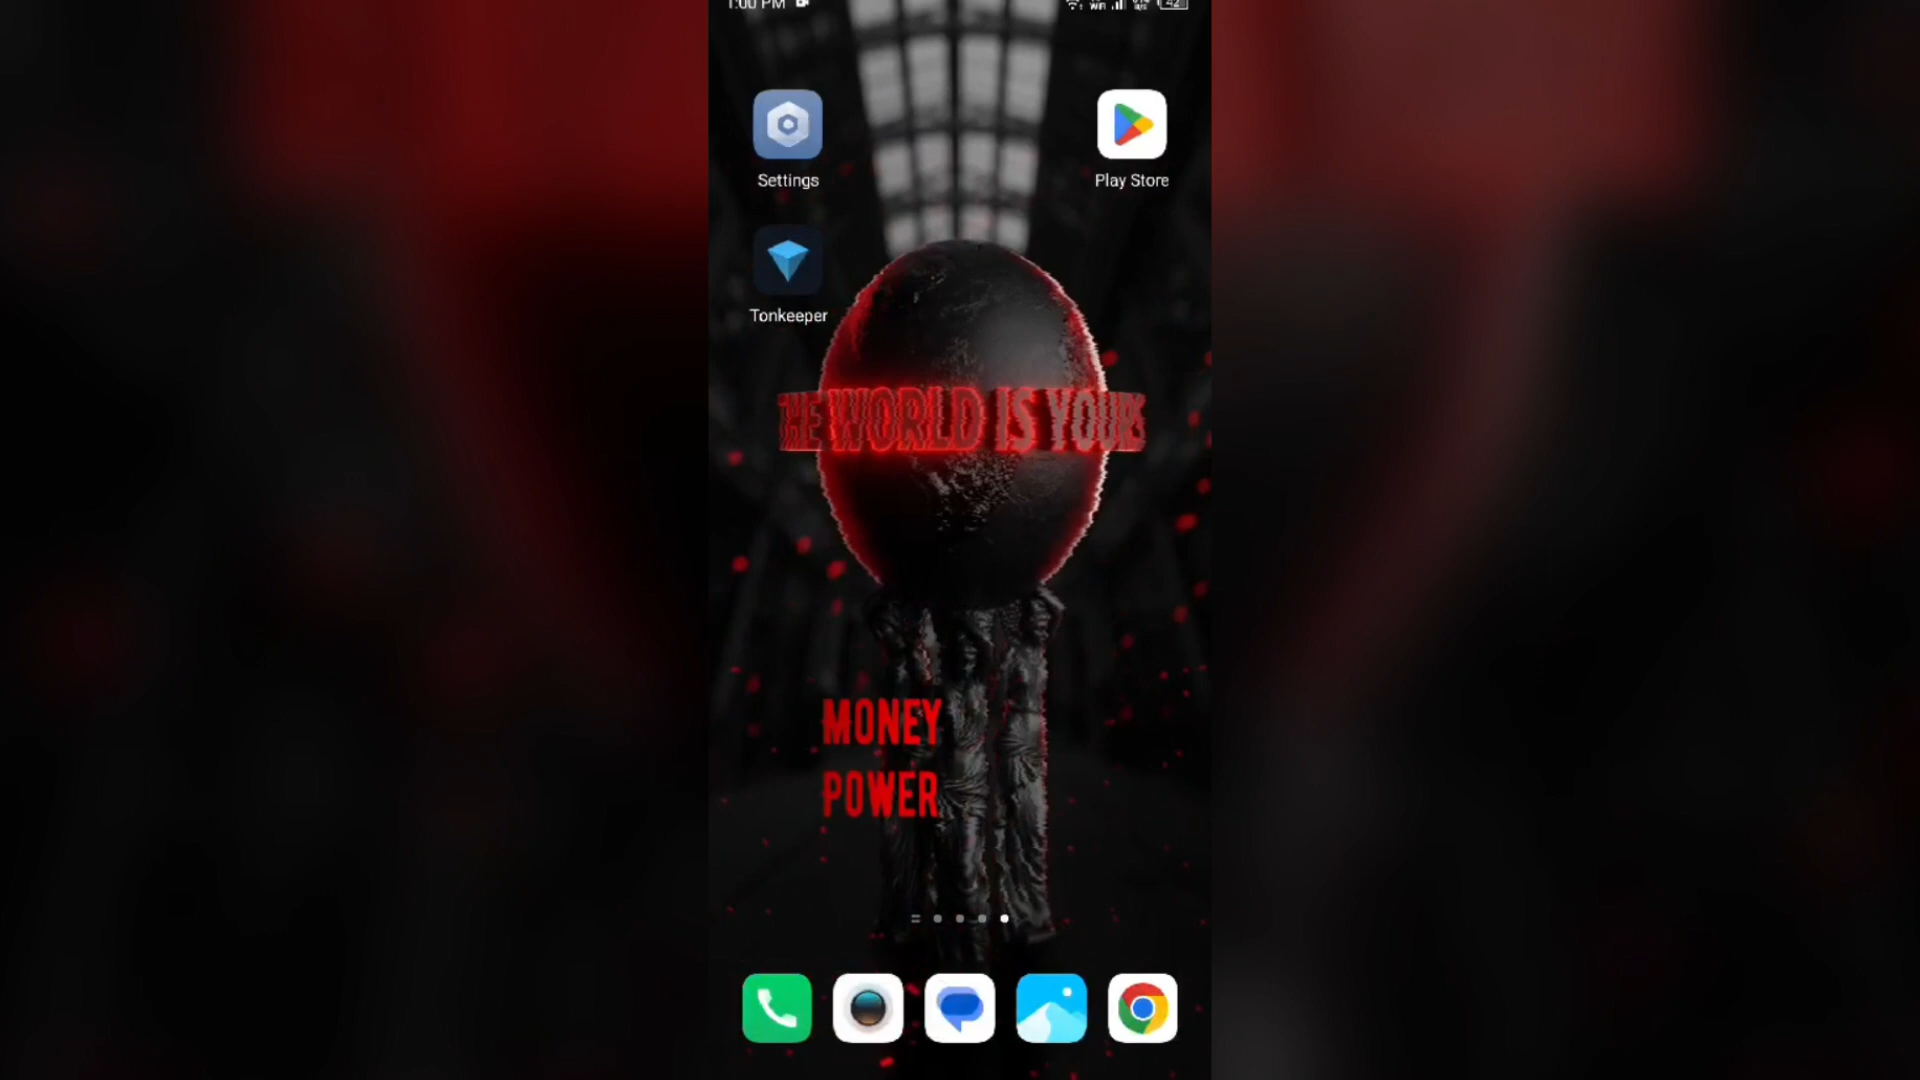 1:00 PM
Settings
Play Store
Tonkeeper
THE WORLD IS YOURS
MONEY
POWER